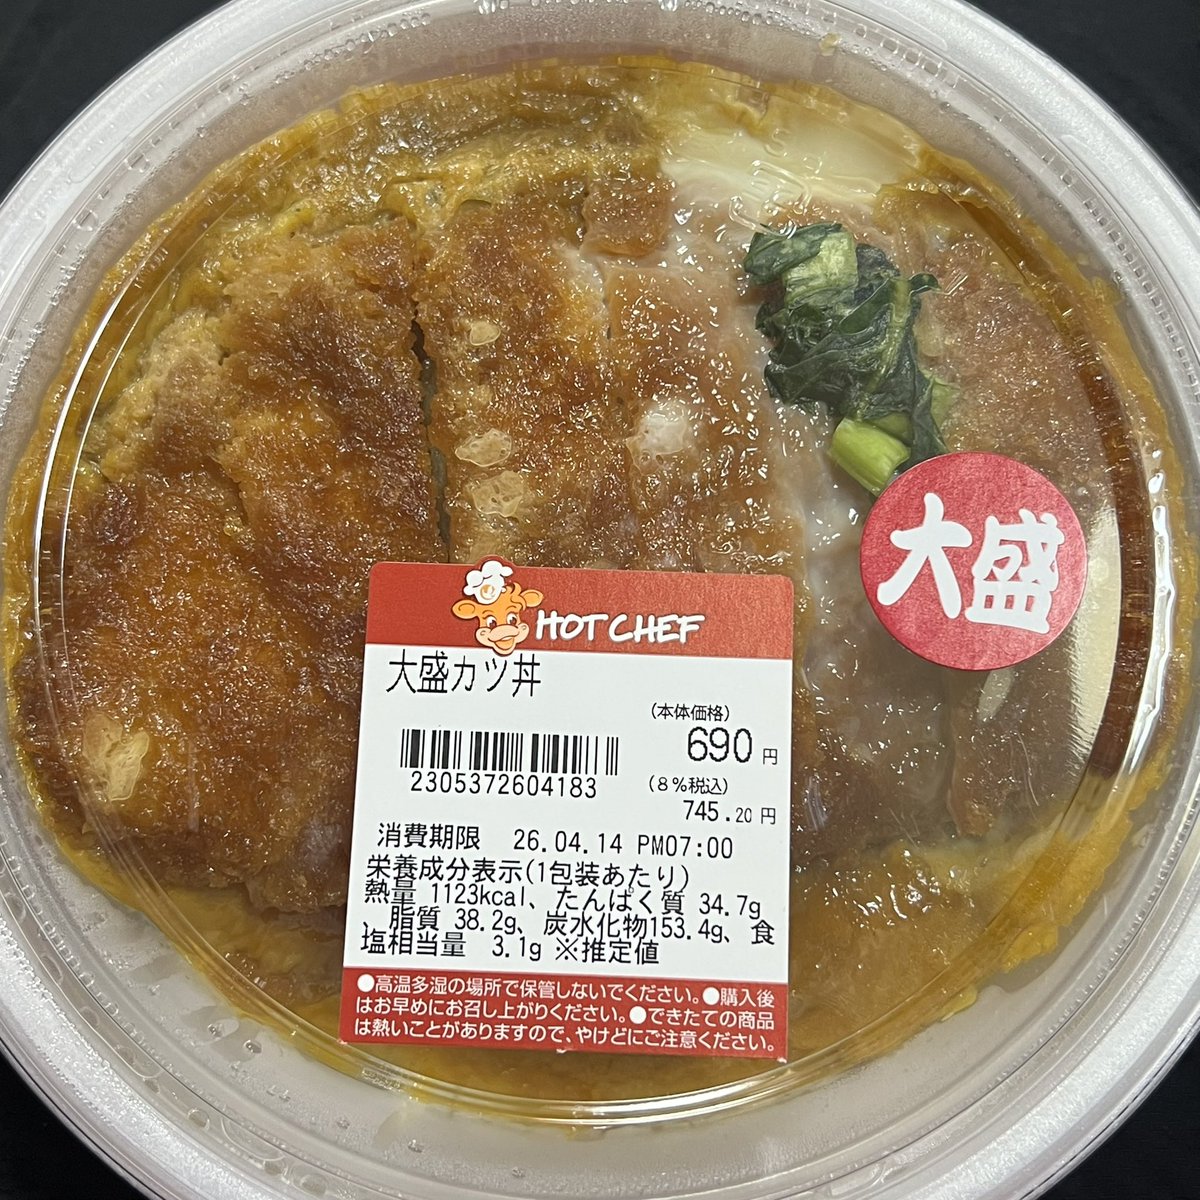 大盛
HOT CHEF
大盛カツ丼
(本体価格)
690 円
2305372604183
(8%税込)
745.20 円
消費期限 26.04.14 PM07:00
栄養成分表示(1包装あたり)
熱量 1123kcal、たんぱく質 34.7g
、脂質 38.2g、炭水化物153.4g、食
塩相当量 3.1g ※推定値
●高温多湿の場所で保管しないでください。●購入後
はお早めにお召し上がりください。●できたての商品
は熱いことがありますので、やけどにご注意ください。